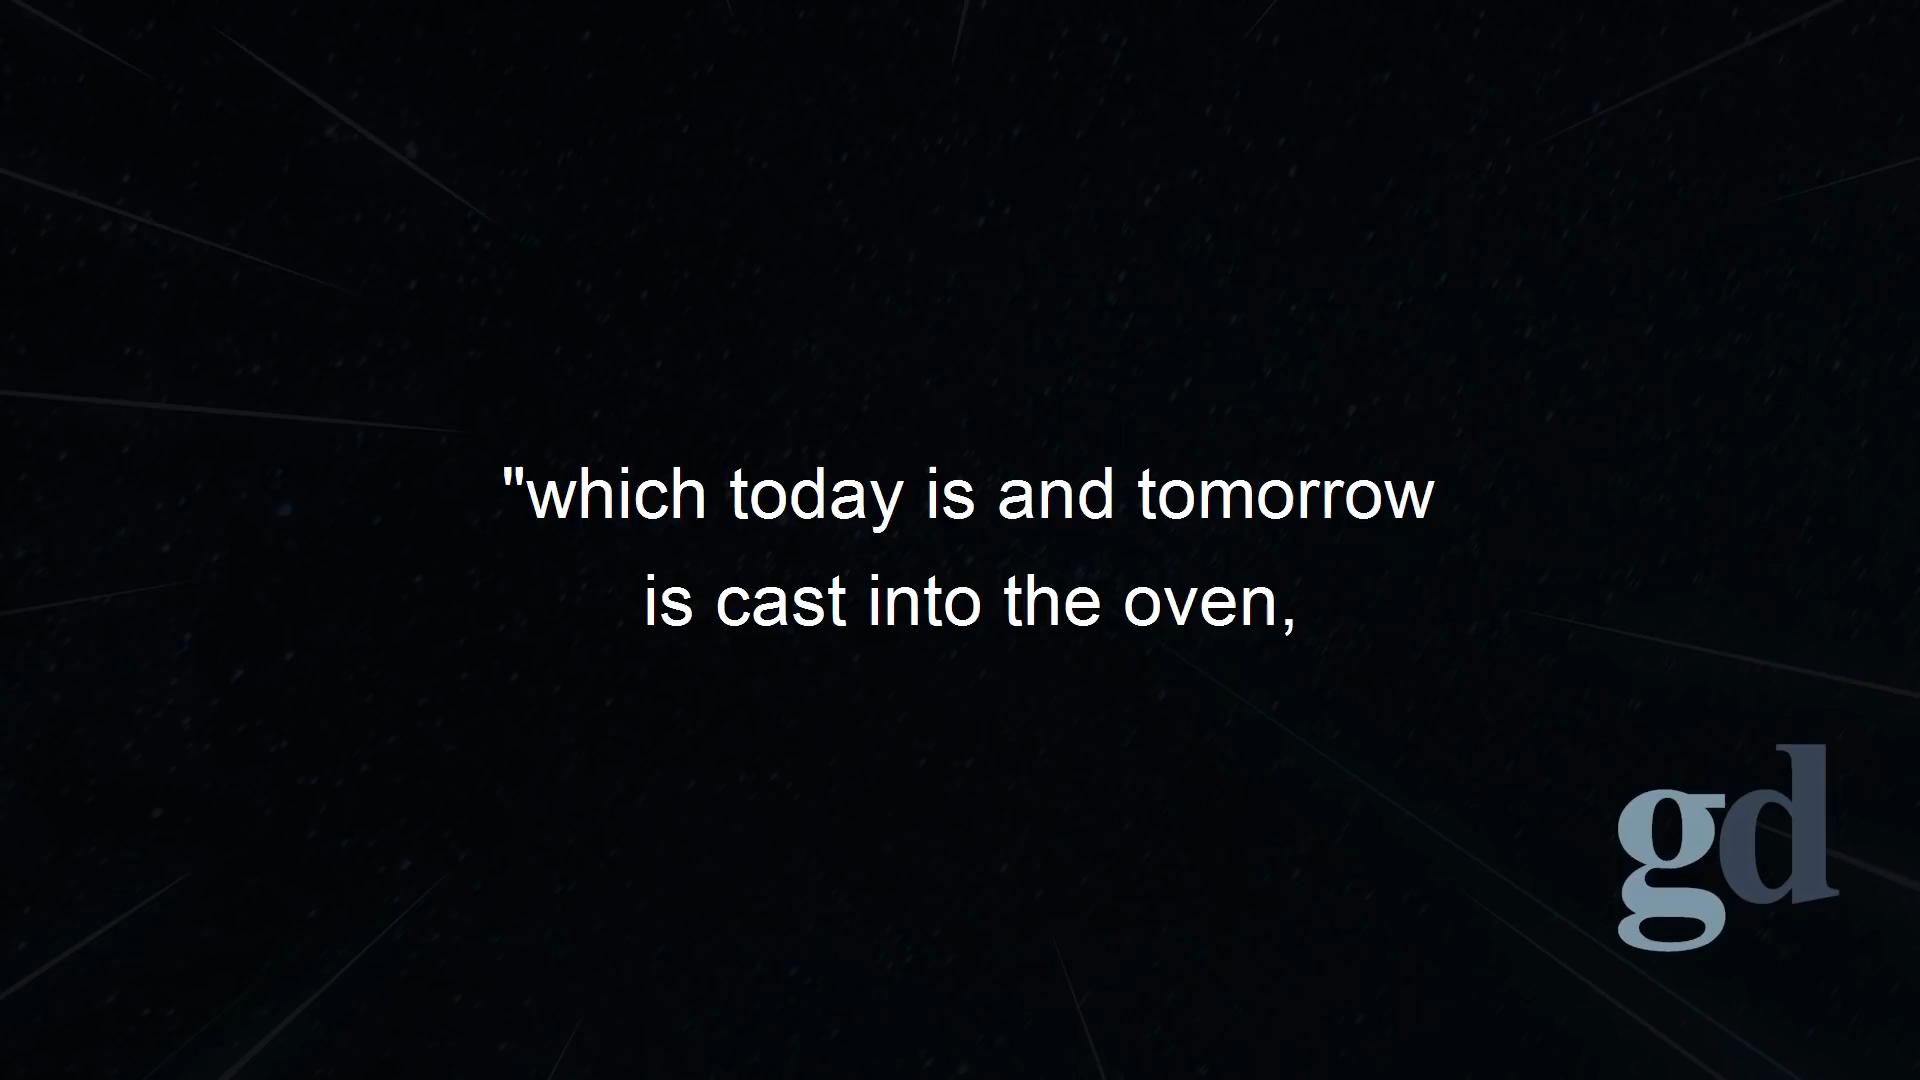 "which today is and tomorrow
is cast into the oven,
gd